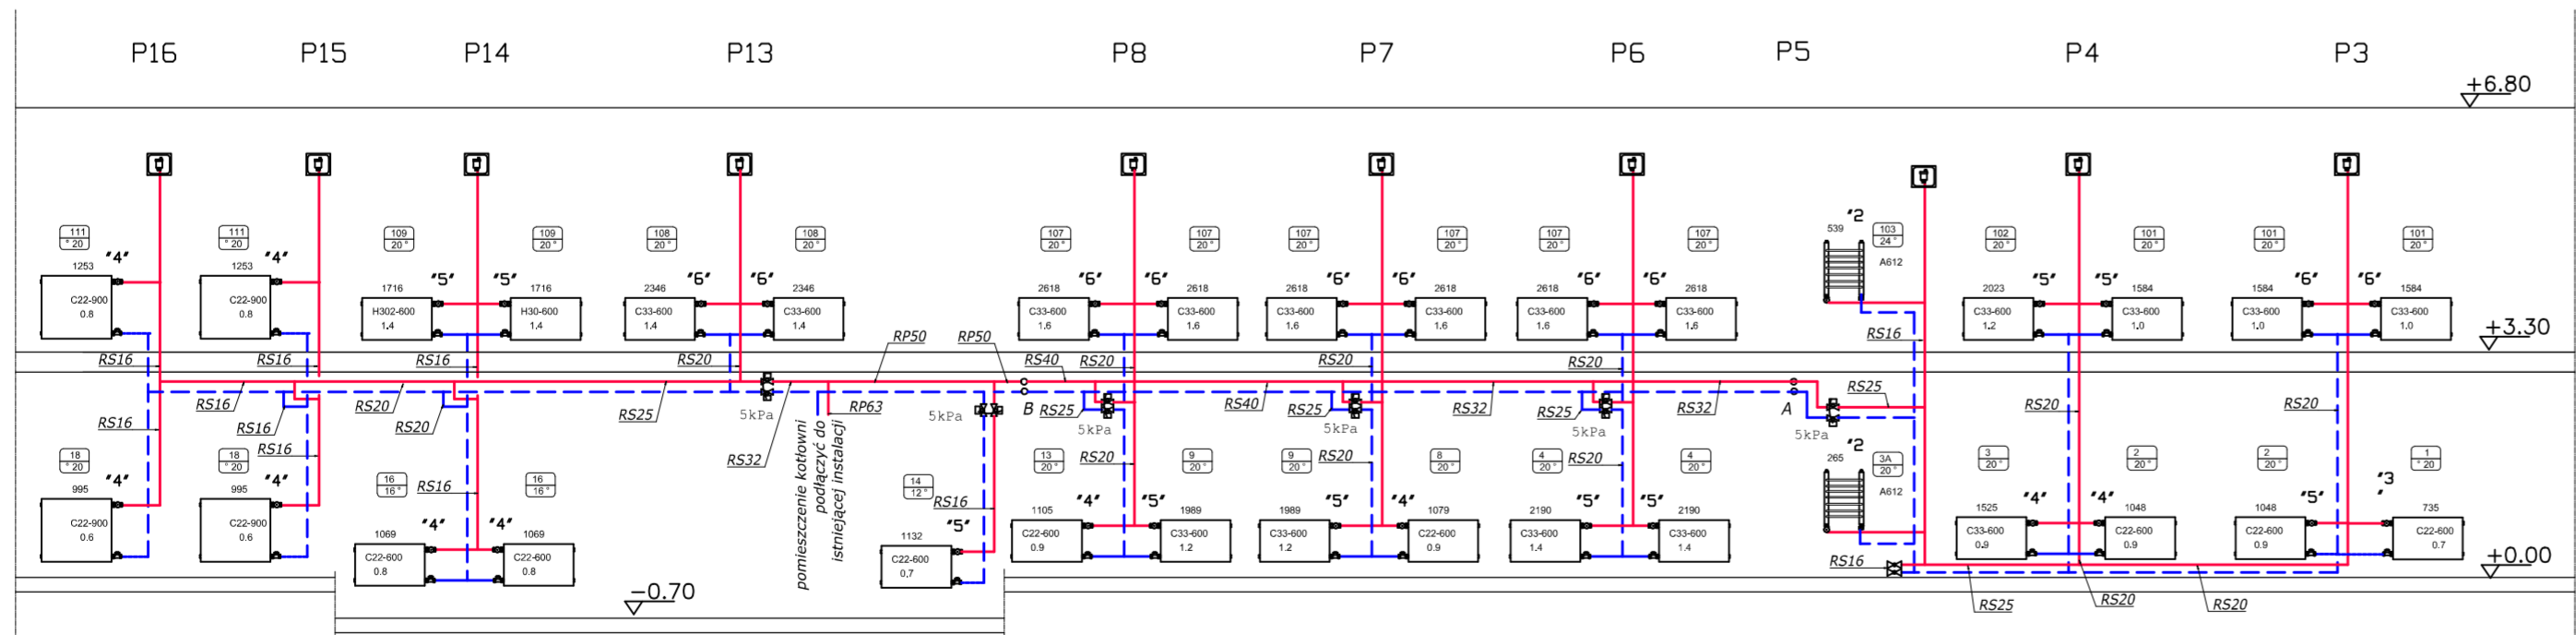 P16 P15 P14 P13 P8 P7 P6 P5 P4 P3
+6.80
"2
539
103
24°
A612
111
° 20
111
° 20
109
20°
109
20°
108
20°
108
20°
107
20°
107
20°
107
20°
107
20°
107
20°
107
20°
102
20°
101
20°
101
20°
101
20°
"4" "4" "5" "5" "6" "6" "6" "6" "6" "6" "6" "6" "5" "5" "6" "6"
1253 1253 1716 1716 2346 2346 2618 2618 2618 2618 2618 2618 2023 1584 1584 1584
C22-900
0.8
C22-900
0.8
H302-600
1.4
H30-600
1.4
C33-600
1.4
C33-600
1.4
C33-600
1.6
C33-600
1.6
C33-600
1.6
C33-600
1.6
C33-600
1.6
C33-600
1.6
C33-600
1.2
C33-600
1.0
C33-600
1.0
C33-600
1.0
+3.30
RP50 RP50
RS16
RS16 RS16 RS16 RS20 RS40 RS20 RS20 RS20
RS16 RS20 RS25 RP63 B RS25 RS40 RS25 RS32 RS25 RS32 A RS25
RS16 RS16 RS20 5kPa 5kPa 5kPa 5kPa 5kPa 5kPa RS20 RS20
RS16 RS32 RS20 RS20 RS20
pomieszczenie kotłowni
podłączyć do
istniejącej instalacji
18
° 20
18
° 20
16
16°
16
16°
14
12°
13
20°
9
20°
9
20°
8
20°
4
20°
4
20°
"2
265
3A
20°
A612
3
20°
2
20°
2
20°
1
20°
RS16 RS16
"4" "4" "4" "4" "5" "4" "5" "5" "4" "5" "5" "4" "4" "5" "3
"
995 995 1069 1069 1132 1105 1989 1989 1079 2190 2190 1525 1048 1048 735
C22-900
0.6
C22-900
0.6
C22-600
0.8
C22-600
0.8
C22-600
0.7
C22-600
0.9
C33-600
1.2
C33-600
1.2
C22-600
0.9
C33-600
1.4
C33-600
1.4
C33-600
0.9
C22-600
0.9
C22-600
0.9
C22-600
0.7
RS16
+0.00
-0.70
RS25 RS20 RS20